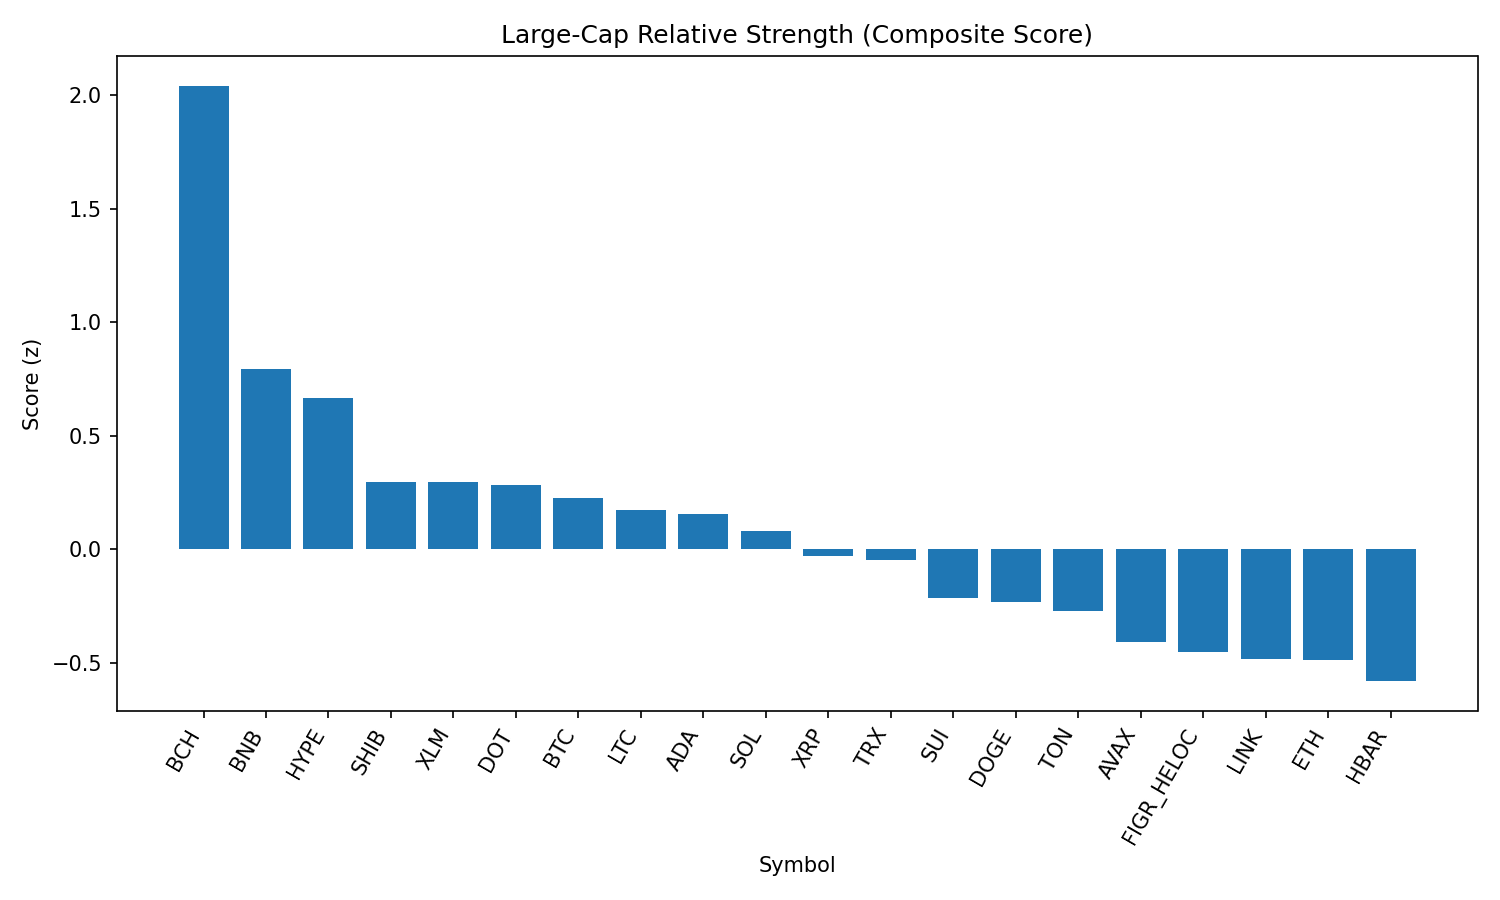 Large-Cap Relative Strength (Composite Score)
Score (z)
2.0
1.5
1.0
0.5
0.0
−0.5
BCH
BNB
HYPE
SHIB
XLM
DOT
BTC
LTC
ADA
SOL
XRP
TRX
SUI
DOGE
TON
AVAX
FIGR_HELOC
LINK
ETH
HBAR
Symbol